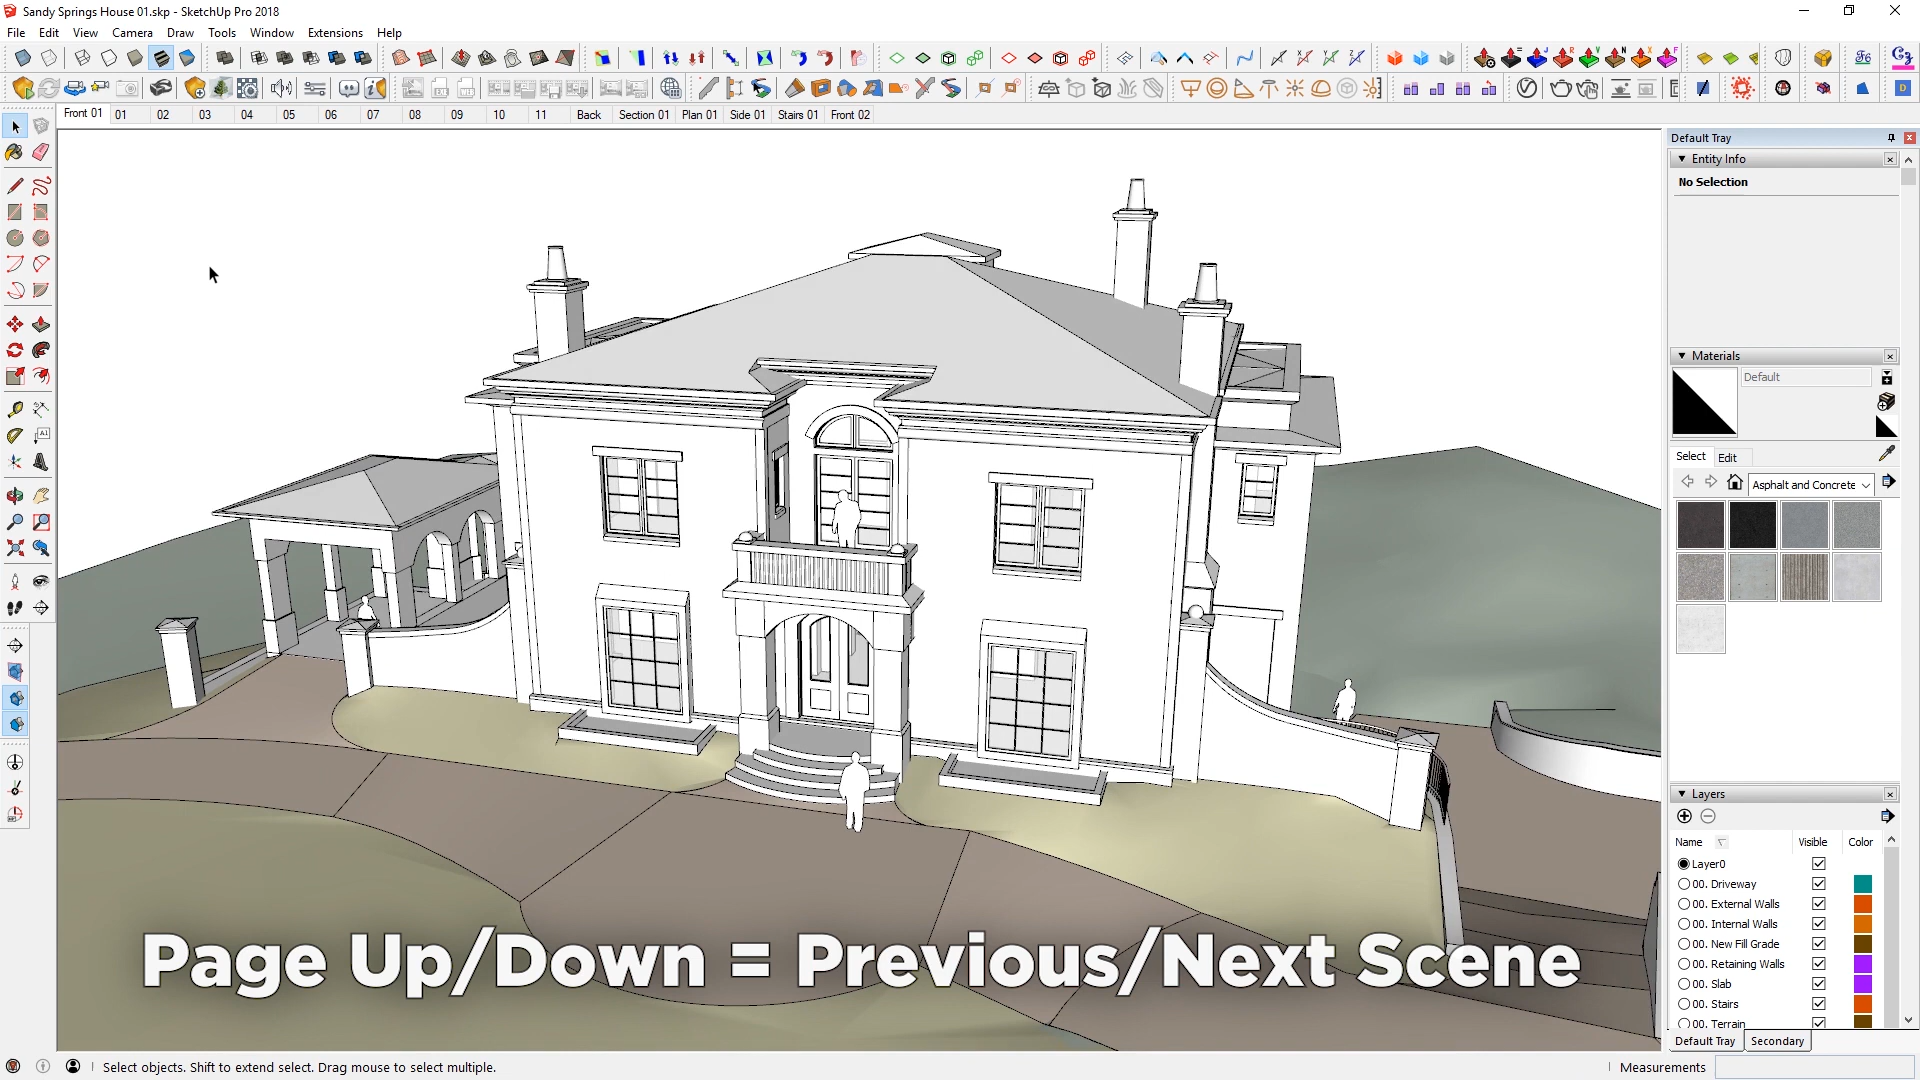 Sandy Springs House 01.skp - SketchUp Pro 2018
File Edit View Camera Draw Tools Window Extensions Help
Front 01 01 02 03 04 05 06 07 08 09 10 11 Back Section 01 Plan 01 Side 01 Stairs 01 Front 02
Default Tray
Entity Info
No Selection
Materials
Default
Select Edit
Asphalt and Concrete
Layers
Name Visible Color
Layer0
00. Driveway
00. External Walls
00. Internal Walls
00. New Fill Grade
00. Retaining Walls
00. Slab
00. Stairs
00. Terrain
Default Tray Secondary
Page Up/Down = Previous/Next Scene
Select objects. Shift to extend select. Drag mouse to select multiple.
Measurements